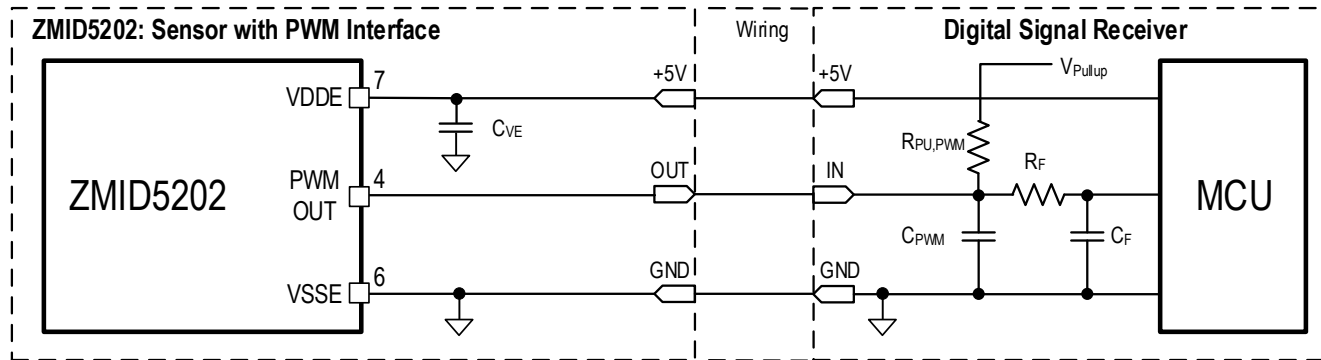 ZMID5202: Sensor with PWM Interface
Wiring
Digital Signal Receiver
+5V
+5V
VPullup
7
VDDE
CVE
RPU,PWM
ZMID5202
PWM
OUT
4
OUT
IN
RF
MCU
CPWM
CF
6
VSSE
GND
GND